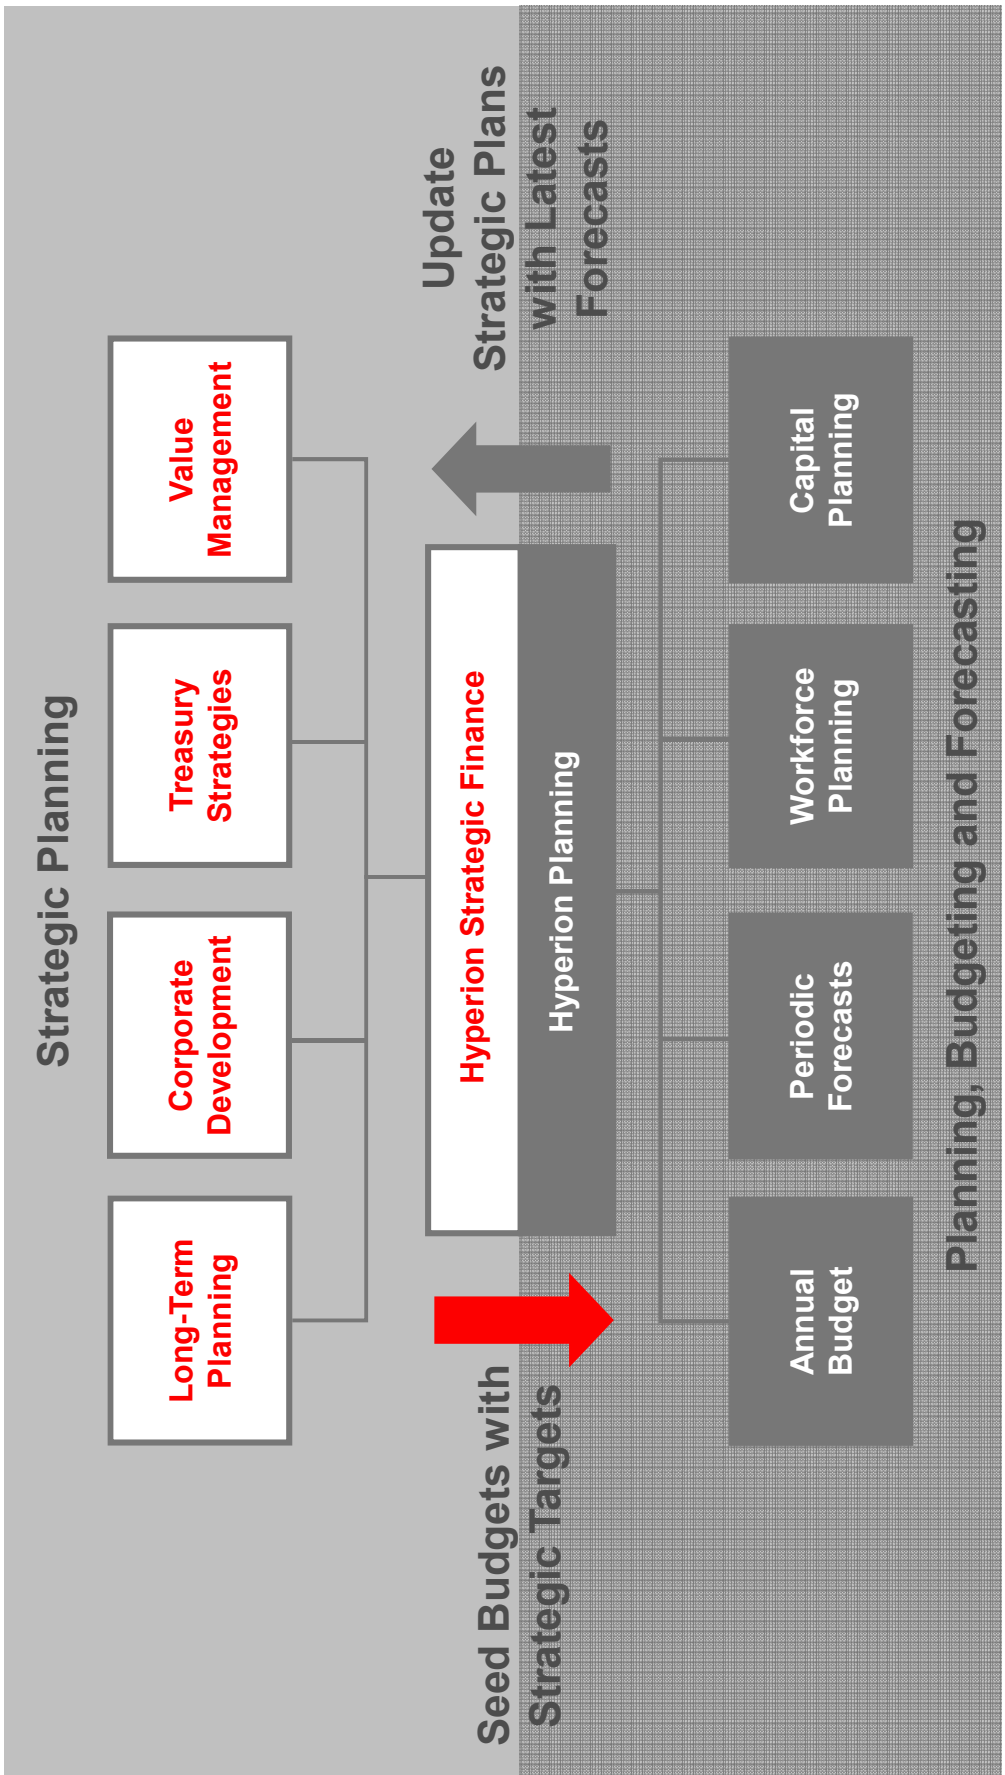 Strategic Planning
Long-Term
Planning
Corporate
Development
Treasury
Strategies
Value
Management
Seed Budgets with
Strategic Targets
Hyperion Strategic Finance
Hyperion Planning
Update
Strategic Plans
with Latest
Forecasts
Annual
Budget
Periodic
Forecasts
Workforce
Planning
Capital
Planning
Planning, Budgeting and Forecasting